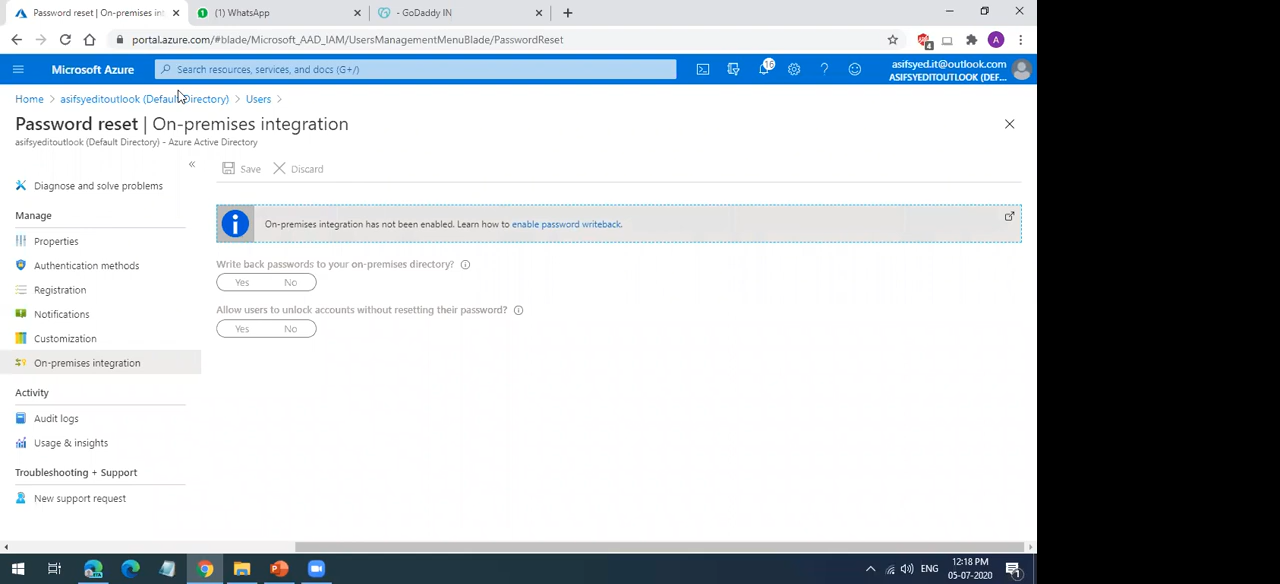 Password reset | On-premises int
(1) WhatsApp
- GoDaddy IN
portal.azure.com/#blade/Microsoft_AAD_IAM/UsersManagementMenuBlade/PasswordReset
4
A
Microsoft Azure
Search resources, services, and docs (G+/)
16
asifsyed.it@outlook.com
ASIFSYEDITOUTLOOK (DEF...
Home > asifsyeditoutlook (Default Directory) > Users >
Password reset | On-premises integration
asifsyeditoutlook (Default Directory) - Azure Active Directory
Save Discard
Diagnose and solve problems
Manage
Properties
Authentication methods
Registration
Notifications
Customization
On-premises integration
Activity
Audit logs
Usage & insights
Troubleshooting + Support
New support request
On-premises integration has not been enabled. Learn how to enable password writeback.
Write back passwords to your on-premises directory?
Yes No
Allow users to unlock accounts without resetting their password?
Yes No
ENG
12:18 PM
05-07-2020
1